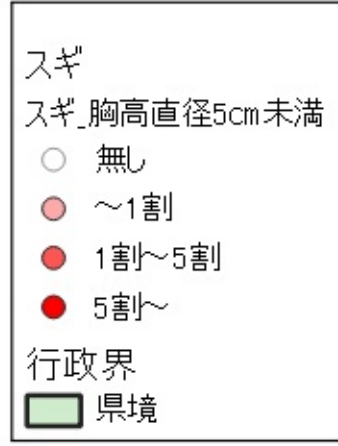 スギ
スギ_胸高直径5cm未満
無し
～1割
1割～5割
5割～
行政界
県境